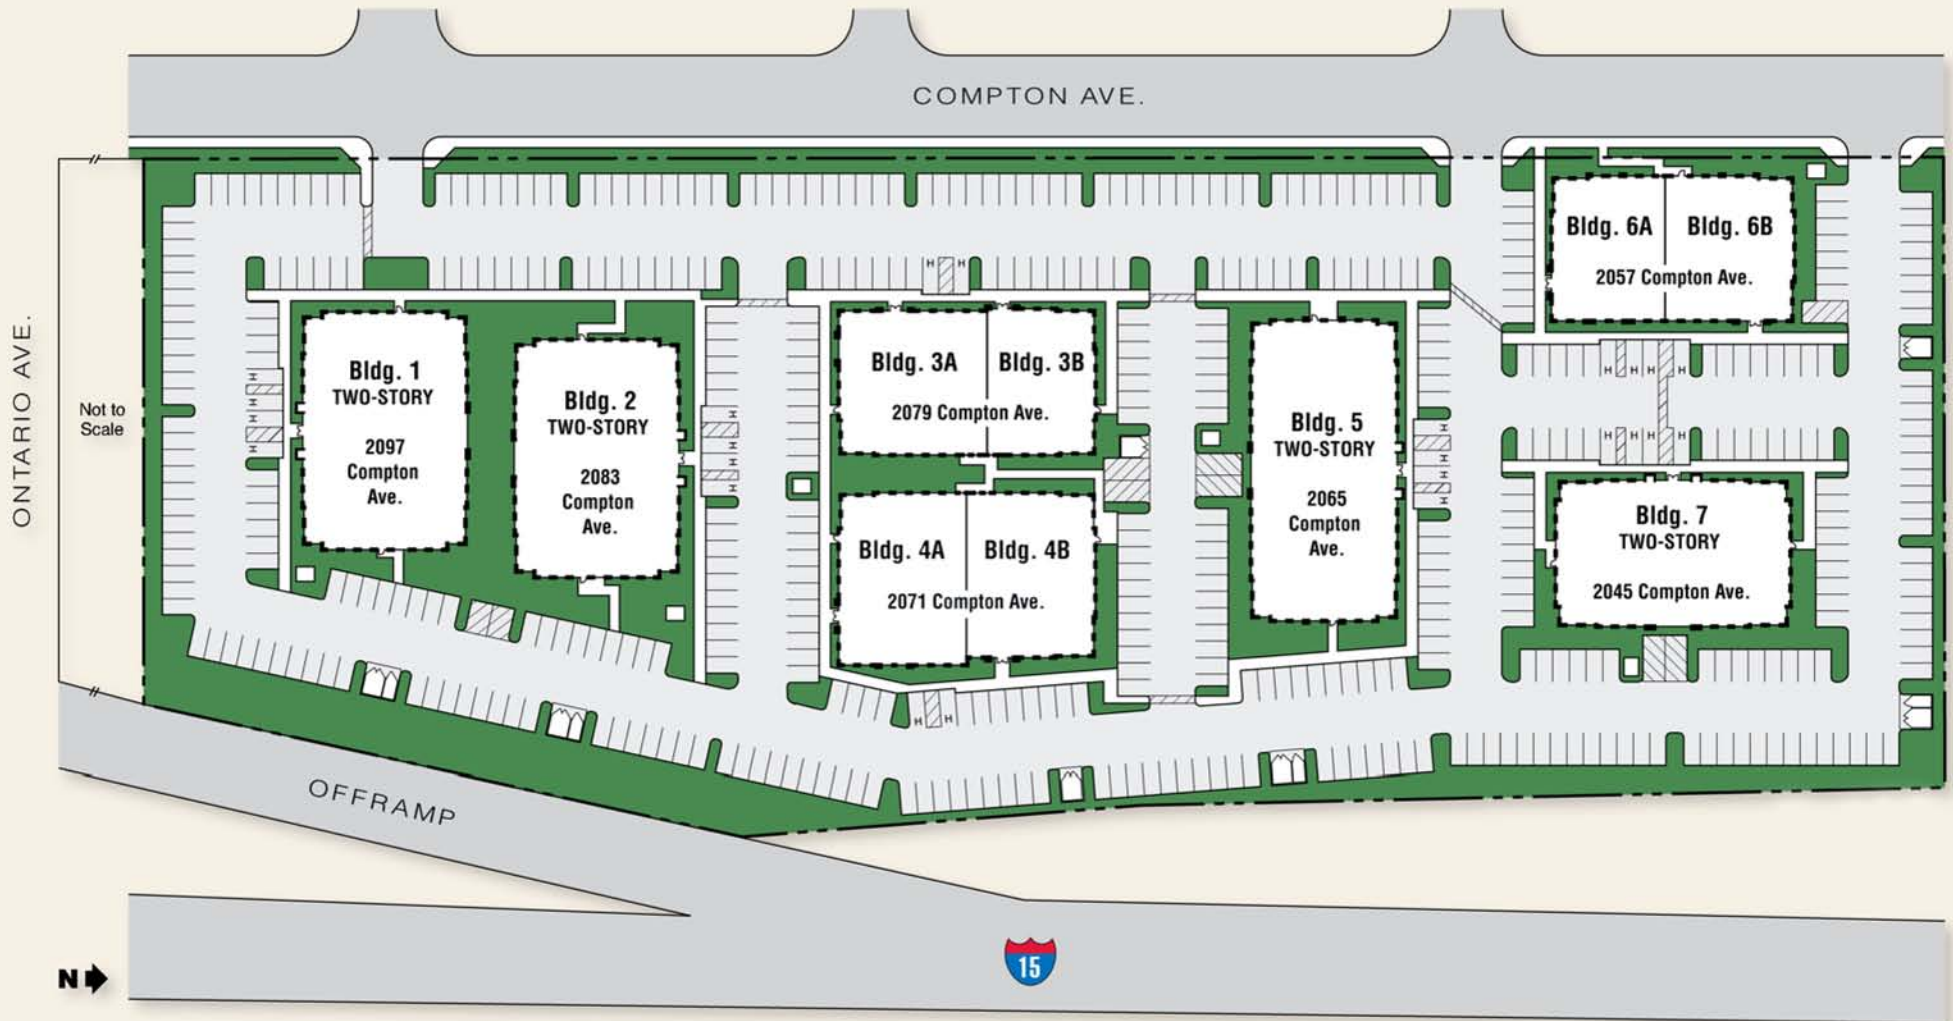 COMPTON AVE.
ONTARIO AVE.
Not to
Scale
Bldg. 1
TWO-STORY
2097
Compton
Ave.
Bldg. 2
TWO-STORY
2083
Compton
Ave.
Bldg. 3A
Bldg. 3B
2079 Compton Ave.
Bldg. 4A
Bldg. 4B
2071 Compton Ave.
Bldg. 5
TWO-STORY
2065
Compton
Ave.
Bldg. 6A
Bldg. 6B
2057 Compton Ave.
Bldg. 7
TWO-STORY
2045 Compton Ave.
H H
H
H
H
H
H
H
H
H
H
H
H
H
H
H H H H
H H H H
H H
OFFRAMP
15
N